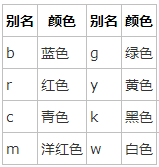 别名 颜色 别名 颜色
b 蓝色 g 绿色
r 红色 y 黄色
c 青色 k 黑色
m 洋红色 w 白色